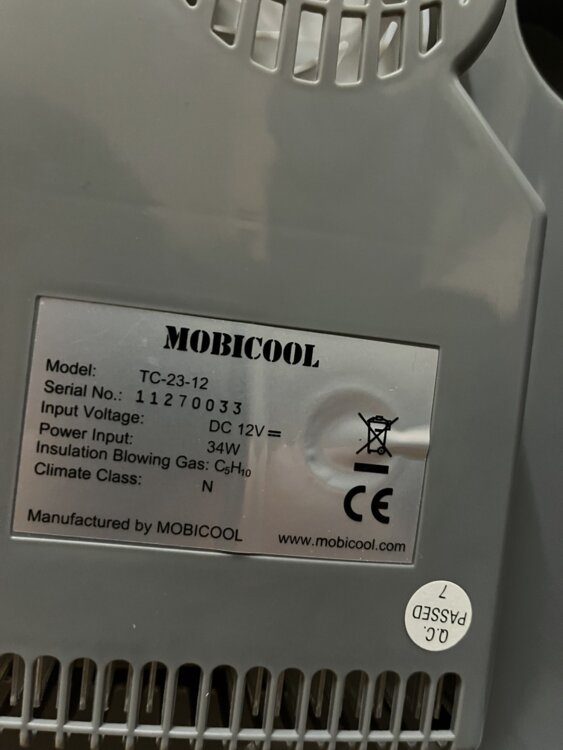 MOBICOOL
Model: TC-23-12
Serial No.: 11270033
Input Voltage: DC 12V⎓
Power Input: 34W
Insulation Blowing Gas: C₅H₁₀
Climate Class: N
CE
Manufactured by MOBICOOL www.mobicool.com
Q.C.
PASSED
7